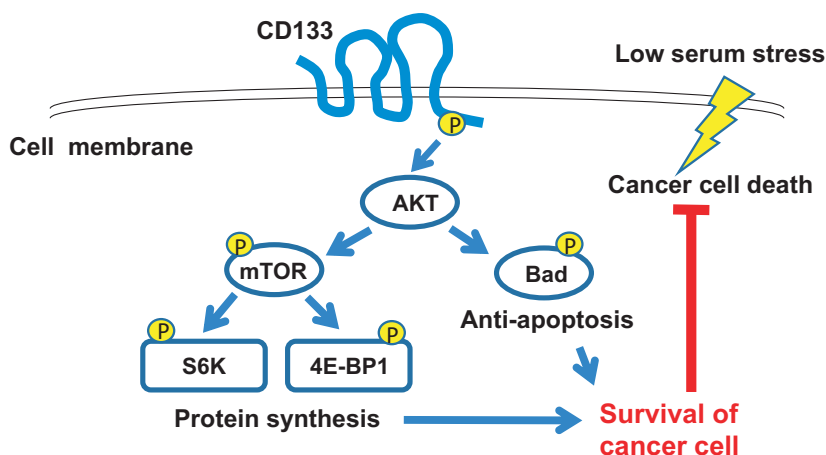 CD133
Low serum stress
P
Cell membrane
Cancer cell death
AKT
P
P
mTOR
Bad
Anti-apoptosis
P
P
S6K
4E-BP1
Protein synthesis
Survival of
cancer cell